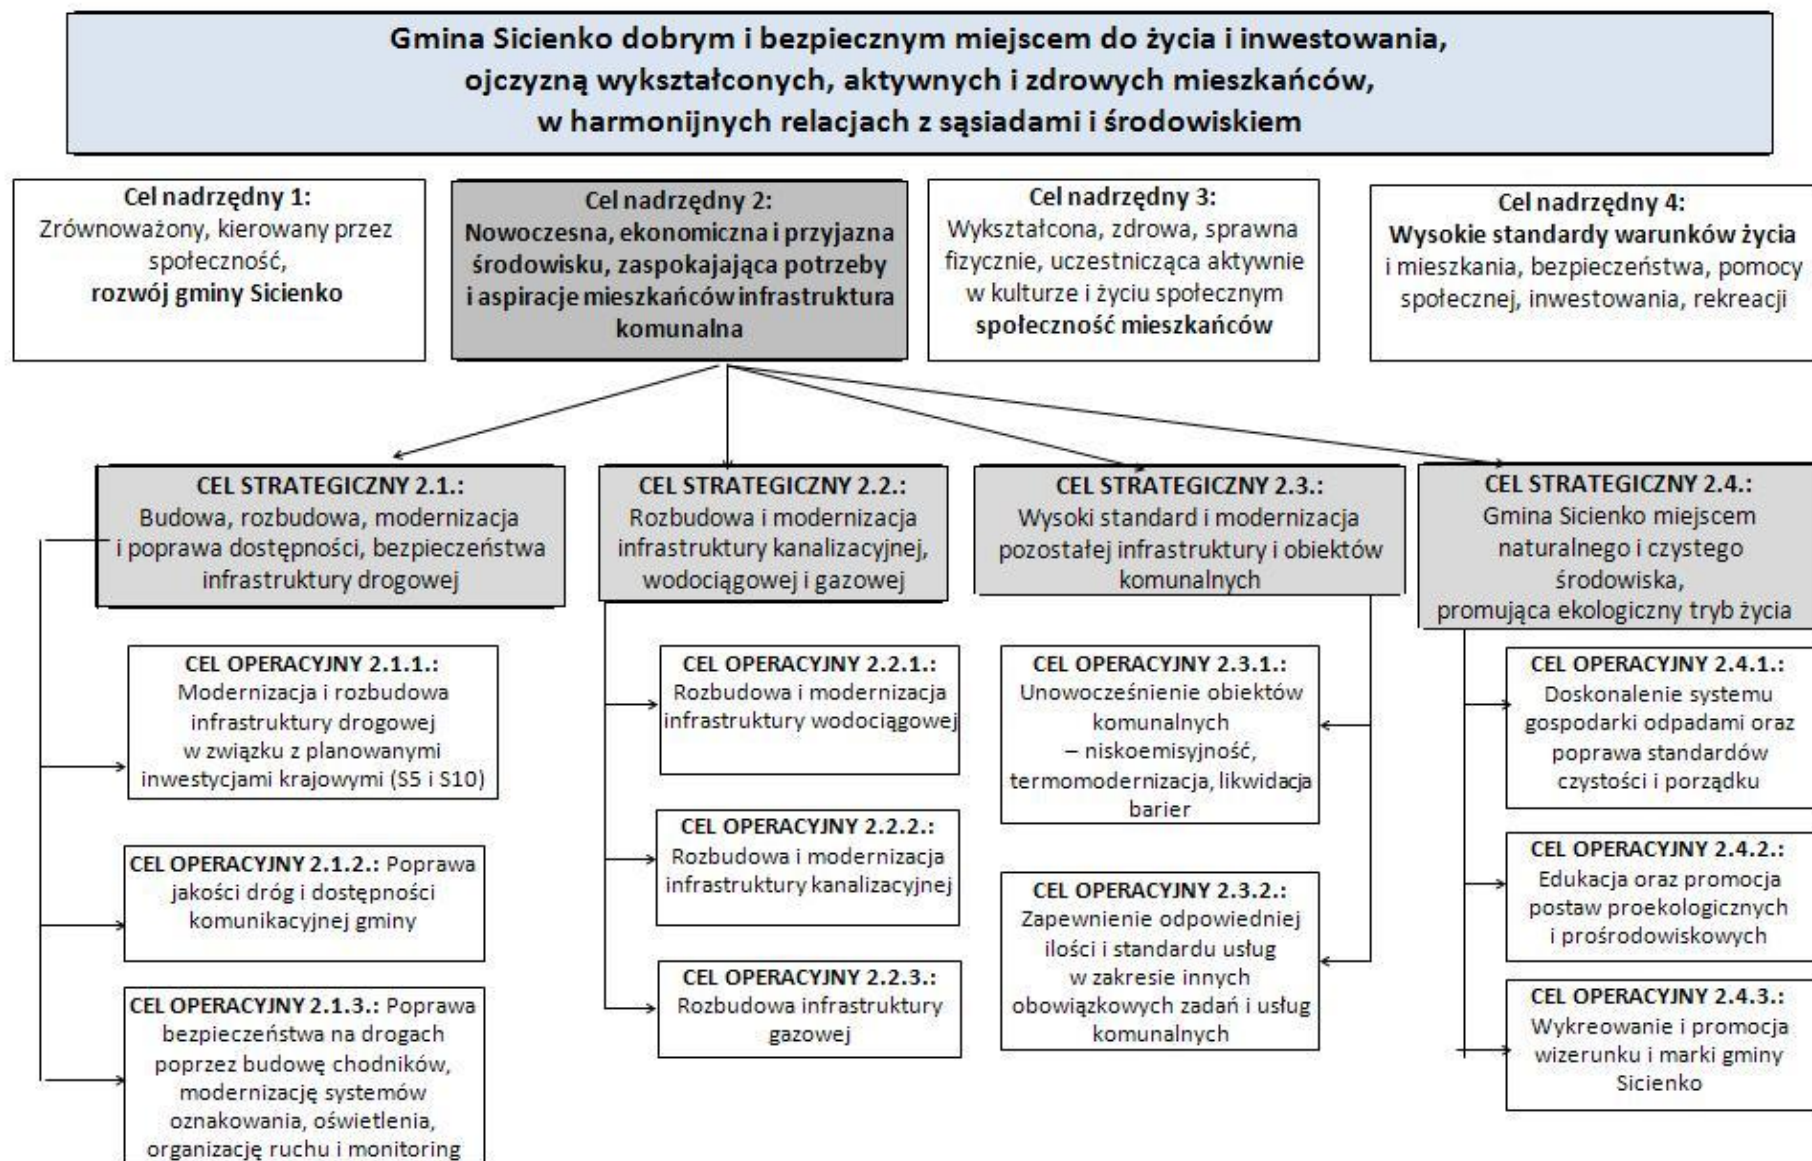 Gmina Sicienko dobrym i bezpiecznym miejscem do życia i inwestowania,
ojczyzną wykształconych, aktywnych i zdrowych mieszkańców,
w harmonijnych relacjach z sąsiadami i środowiskiem
Cel nadrzędny 1:
Zrównoważony, kierowany przez
społeczność,
rozwój gminy Sicienko
Cel nadrzędny 2:
Nowoczesna, ekonomiczna i przyjazna
środowisku, zaspokajająca potrzeby
i aspiracje mieszkańców infrastruktura
komunalna
Cel nadrzędny 3:
Wykształcona, zdrowa, sprawna
fizycznie, uczestnicząca aktywnie
w kulturze i życiu społecznym
społeczność mieszkańców
Cel nadrzędny 4:
Wysokie standardy warunków życia
i mieszkania, bezpieczeństwa, pomocy
społecznej, inwestowania, rekreacji
CEL STRATEGICZNY 2.1.:
Budowa, rozbudowa, modernizacja
i poprawa dostępności, bezpieczeństwa
infrastruktury drogowej
CEL OPERACYJNY 2.1.1.:
Modernizacja i rozbudowa
infrastruktury drogowej
w związku z planowanymi
inwestycjami krajowymi (S5 i S10)
CEL OPERACYJNY 2.1.2.: Poprawa
jakości dróg i dostępności
komunikacyjnej gminy
CEL OPERACYJNY 2.1.3.: Poprawa
bezpieczeństwa na drogach
poprzez budowę chodników,
modernizację systemów
oznakowania, oświetlenia,
organizację ruchu i monitoring
CEL STRATEGICZNY 2.2.:
Rozbudowa i modernizacja
infrastruktury kanalizacyjnej,
wodociągowej i gazowej
CEL OPERACYJNY 2.2.1.:
Rozbudowa i modernizacja
infrastruktury wodociągowej
CEL OPERACYJNY 2.2.2.:
Rozbudowa i modernizacja
infrastruktury kanalizacyjnej
CEL OPERACYJNY 2.2.3.:
Rozbudowa infrastruktury
gazowej
CEL STRATEGICZNY 2.3.:
Wysoki standard i modernizacja
pozostałej infrastruktury i obiektów
komunalnych
CEL OPERACYJNY 2.3.1.:
Unowocześnienie obiektów
komunalnych
– niskoemisyjność,
termomodernizacja, likwidacja
barier
CEL OPERACYJNY 2.3.2.:
Zapewnienie odpowiedniej
ilości i standardu usług
w zakresie innych
obowiązkowych zadań i usług
komunalnych
CEL STRATEGICZNY 2.4.:
Gmina Sicienko miejscem
naturalnego i czystego
środowiska,
promująca ekologiczny tryb życia
CEL OPERACYJNY 2.4.1.:
Doskonalenie systemu
gospodarki odpadami oraz
poprawa standardów
czystości i porządku
CEL OPERACYJNY 2.4.2.:
Edukacja oraz promocja
postaw proekologicznych
i prośrodowiskowych
CEL OPERACYJNY 2.4.3.:
Wykreowanie i promocja
wizerunku i marki gminy
Sicienko